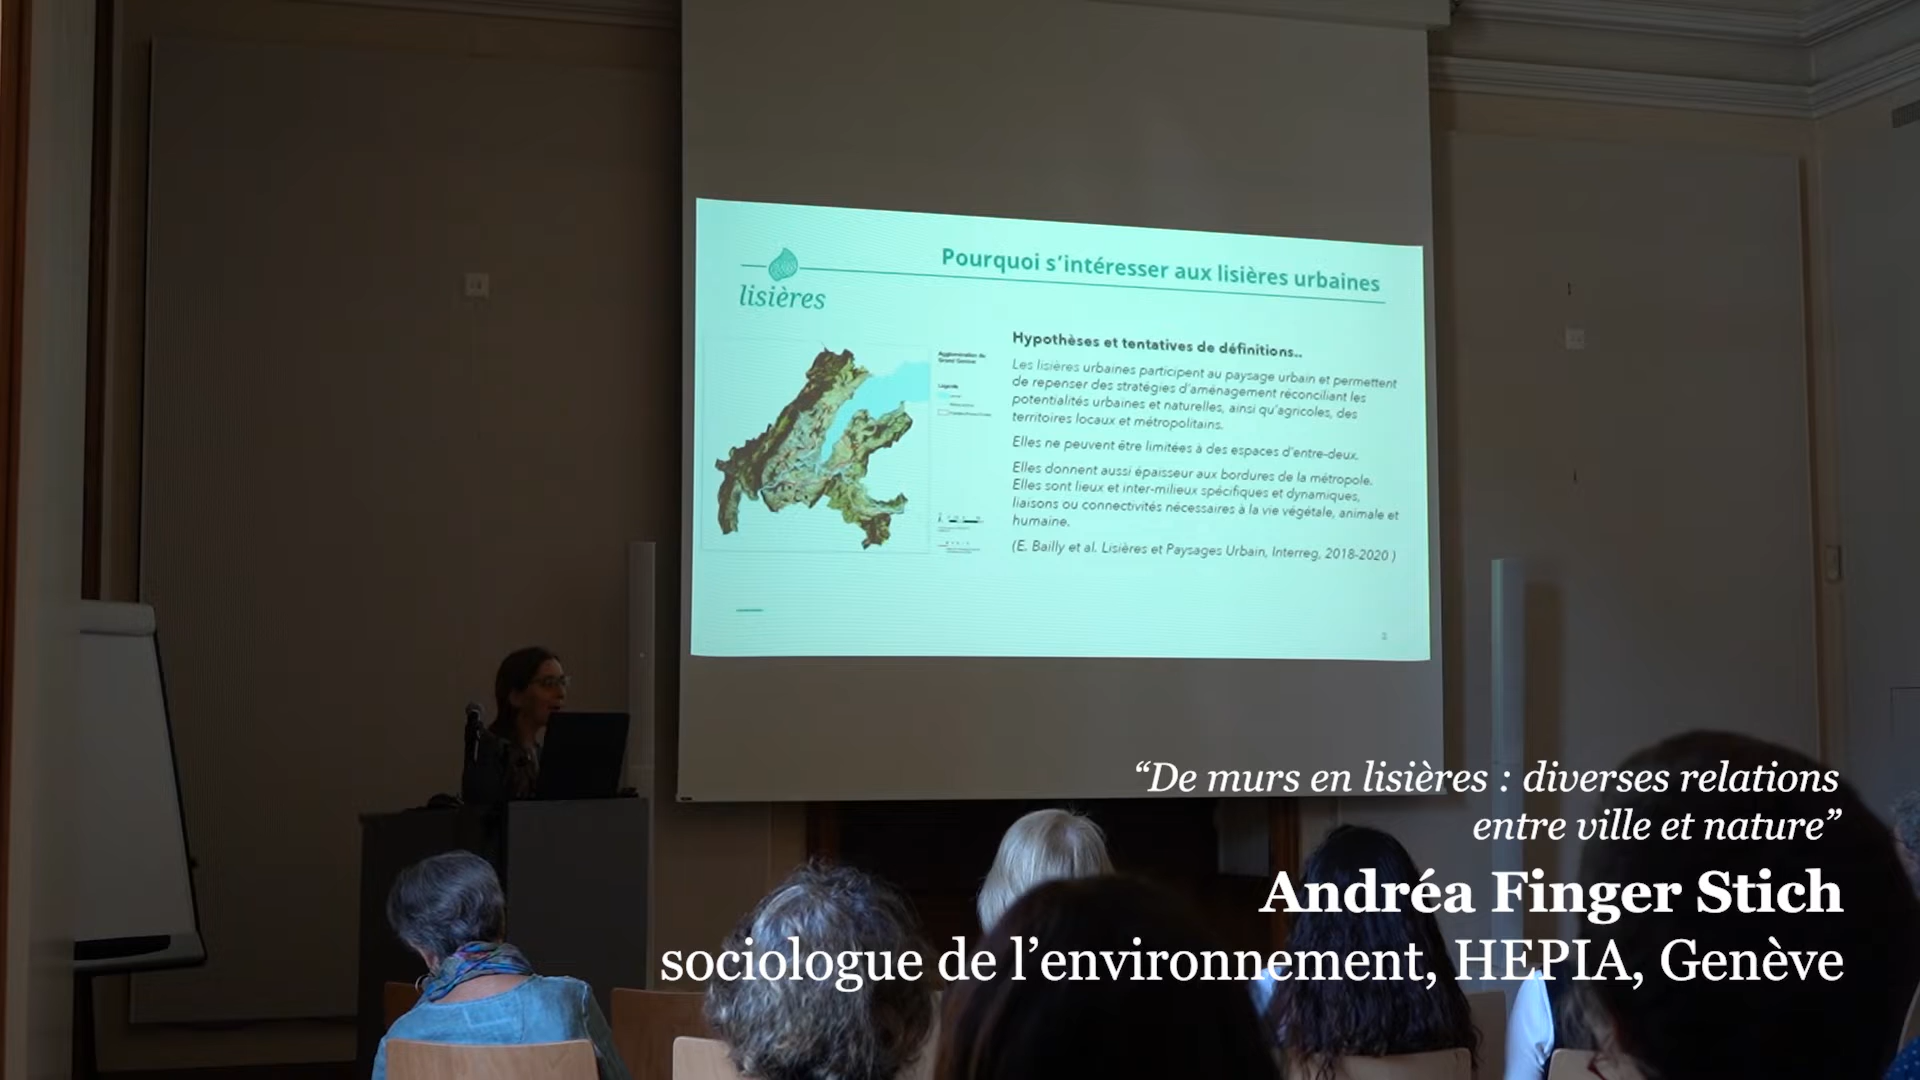 Pourquoi s'intéresser aux lisières urbaines
lisières
Agglomération du
Grand Genève
Légende
Hypothèses et tentatives de définitions..
Les lisières urbaines participent au paysage urbain et permettent
de repenser des stratégies d'aménagement réconciliant les
potentialités urbaines et naturelles, ainsi qu'agricoles, des
territoires locaux et métropolitains.
Elles ne peuvent être limitées à des espaces d'entre-deux.
Elles donnent aussi épaisseur aux bordures de la métropole.
Elles sont lieux et inter-milieux spécifiques et dynamiques,
liaisons ou connectivités nécessaires à la vie végétale, animale et
humaine.
(E. Bailly et al. Lisières et Paysages Urbain, Interreg, 2018-2020 )
“De murs en lisières : diverses relations
entre ville et nature”
Andréa Finger Stich
sociologue de l’environnement, HEPIA, Genève